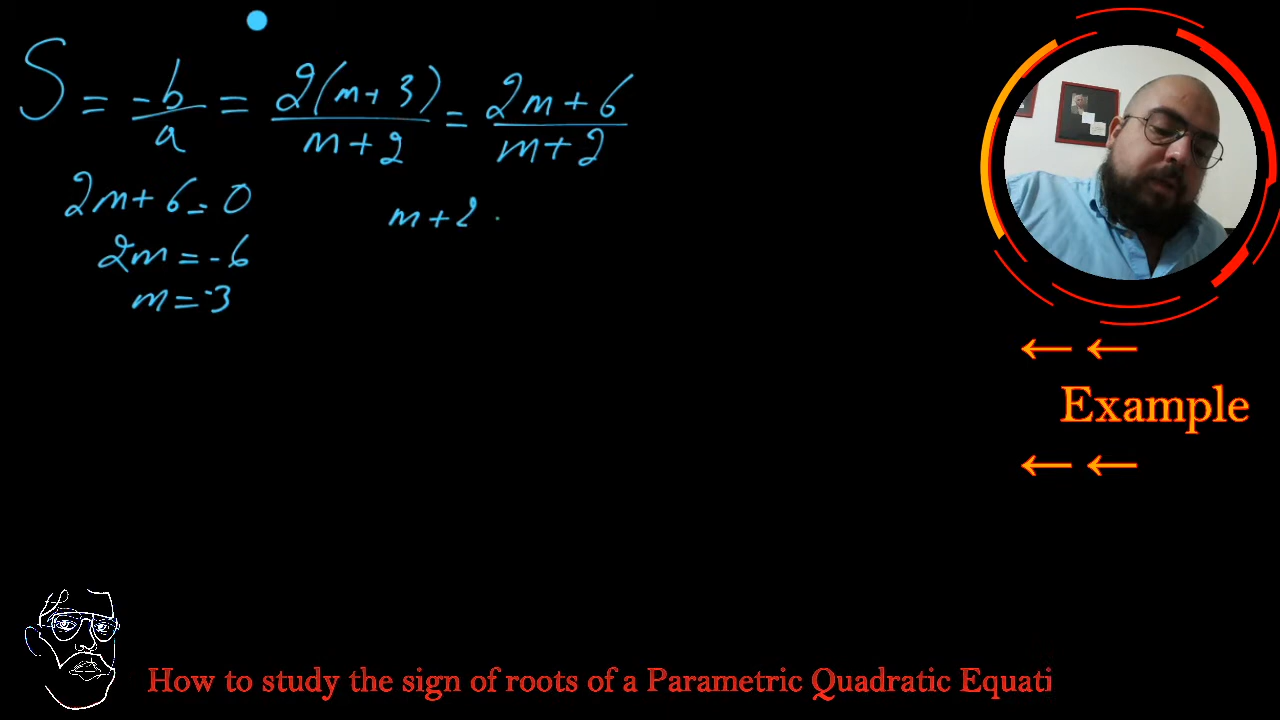 S = -b/a = 2(m+3)/m+2 = 2m+6/m+2
2m+6=0
m+2
2m=-6
m=-3
← ←
Example
← ←
How to study the sign of roots of a Parametric Quadratic Equati